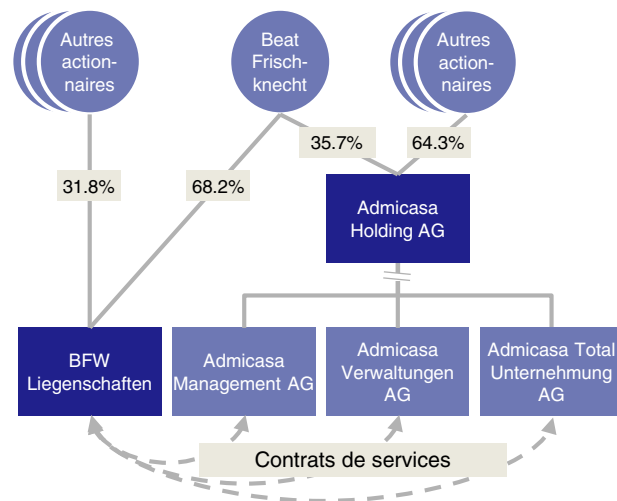 Autres
action-
naires
Beat
Frisch-
knecht
Autres
action-
naires
35.7%
64.3%
31.8%
68.2%
Admicasa
Holding AG
BFW
Liegenschaften
Admicasa
Management AG
Admicasa
Verwaltungen
AG
Admicasa Total
Unternehmung
AG
Contrats de services